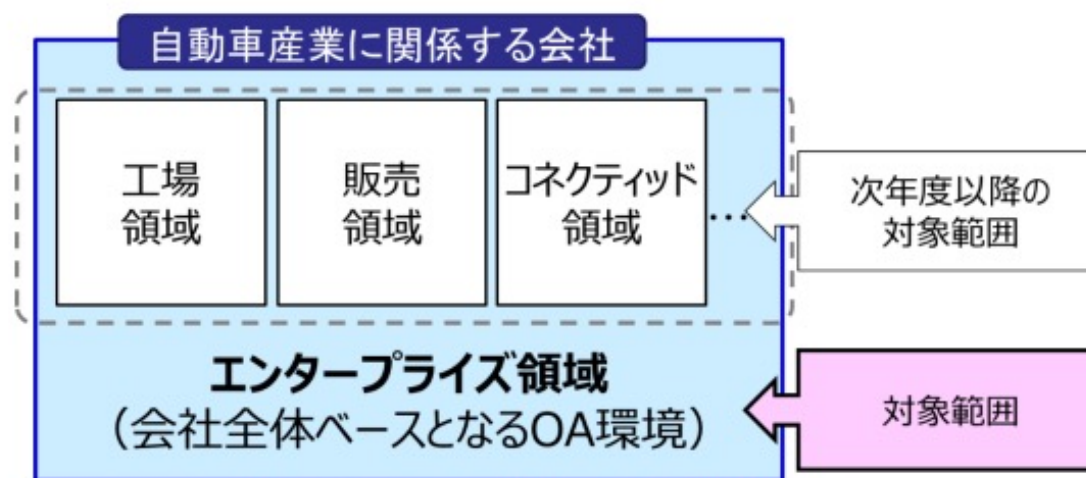 自動車産業に関係する会社
工場
領域
販売
領域
コネクティッド
領域
…
次年度以降の
対象範囲
エンタープライズ領域
（会社全体ベースとなるOA環境）
対象範囲